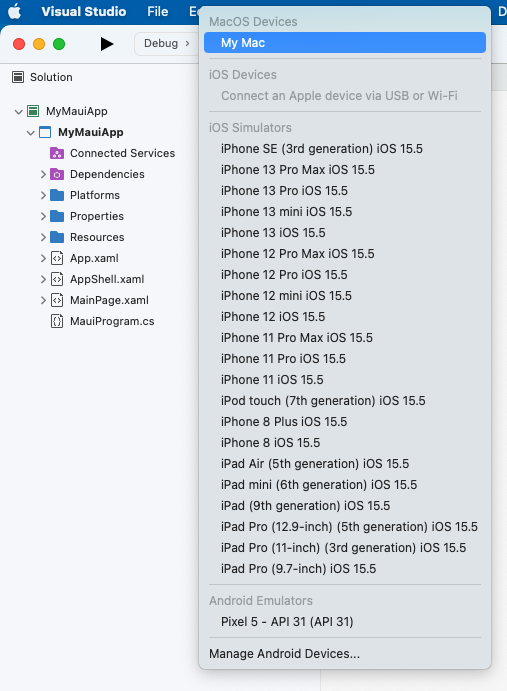 Visual Studio File E
D
MacOS Devices
My Mac
Debug
iOS Devices
Connect an Apple device via USB or Wi-Fi
Solution
MyMauiApp
MyMauiApp
Connected Services
Dependencies
Platforms
Properties
Resources
App.xaml
AppShell.xaml
MainPage.xaml
MauiProgram.cs
iOS Simulators
iPhone SE (3rd generation) iOS 15.5
iPhone 13 Pro Max iOS 15.5
iPhone 13 Pro iOS 15.5
iPhone 13 mini iOS 15.5
iPhone 13 iOS 15.5
iPhone 12 Pro Max iOS 15.5
iPhone 12 Pro iOS 15.5
iPhone 12 mini iOS 15.5
iPhone 12 iOS 15.5
iPhone 11 Pro Max iOS 15.5
iPhone 11 Pro iOS 15.5
iPhone 11 iOS 15.5
iPod touch (7th generation) iOS 15.5
iPhone 8 Plus iOS 15.5
iPhone 8 iOS 15.5
iPad Air (5th generation) iOS 15.5
iPad mini (6th generation) iOS 15.5
iPad (9th generation) iOS 15.5
iPad Pro (12.9-inch) (5th generation) iOS 15.5
iPad Pro (11-inch) (3rd generation) iOS 15.5
iPad Pro (9.7-inch) iOS 15.5
Android Emulators
Pixel 5 - API 31 (API 31)
Manage Android Devices...